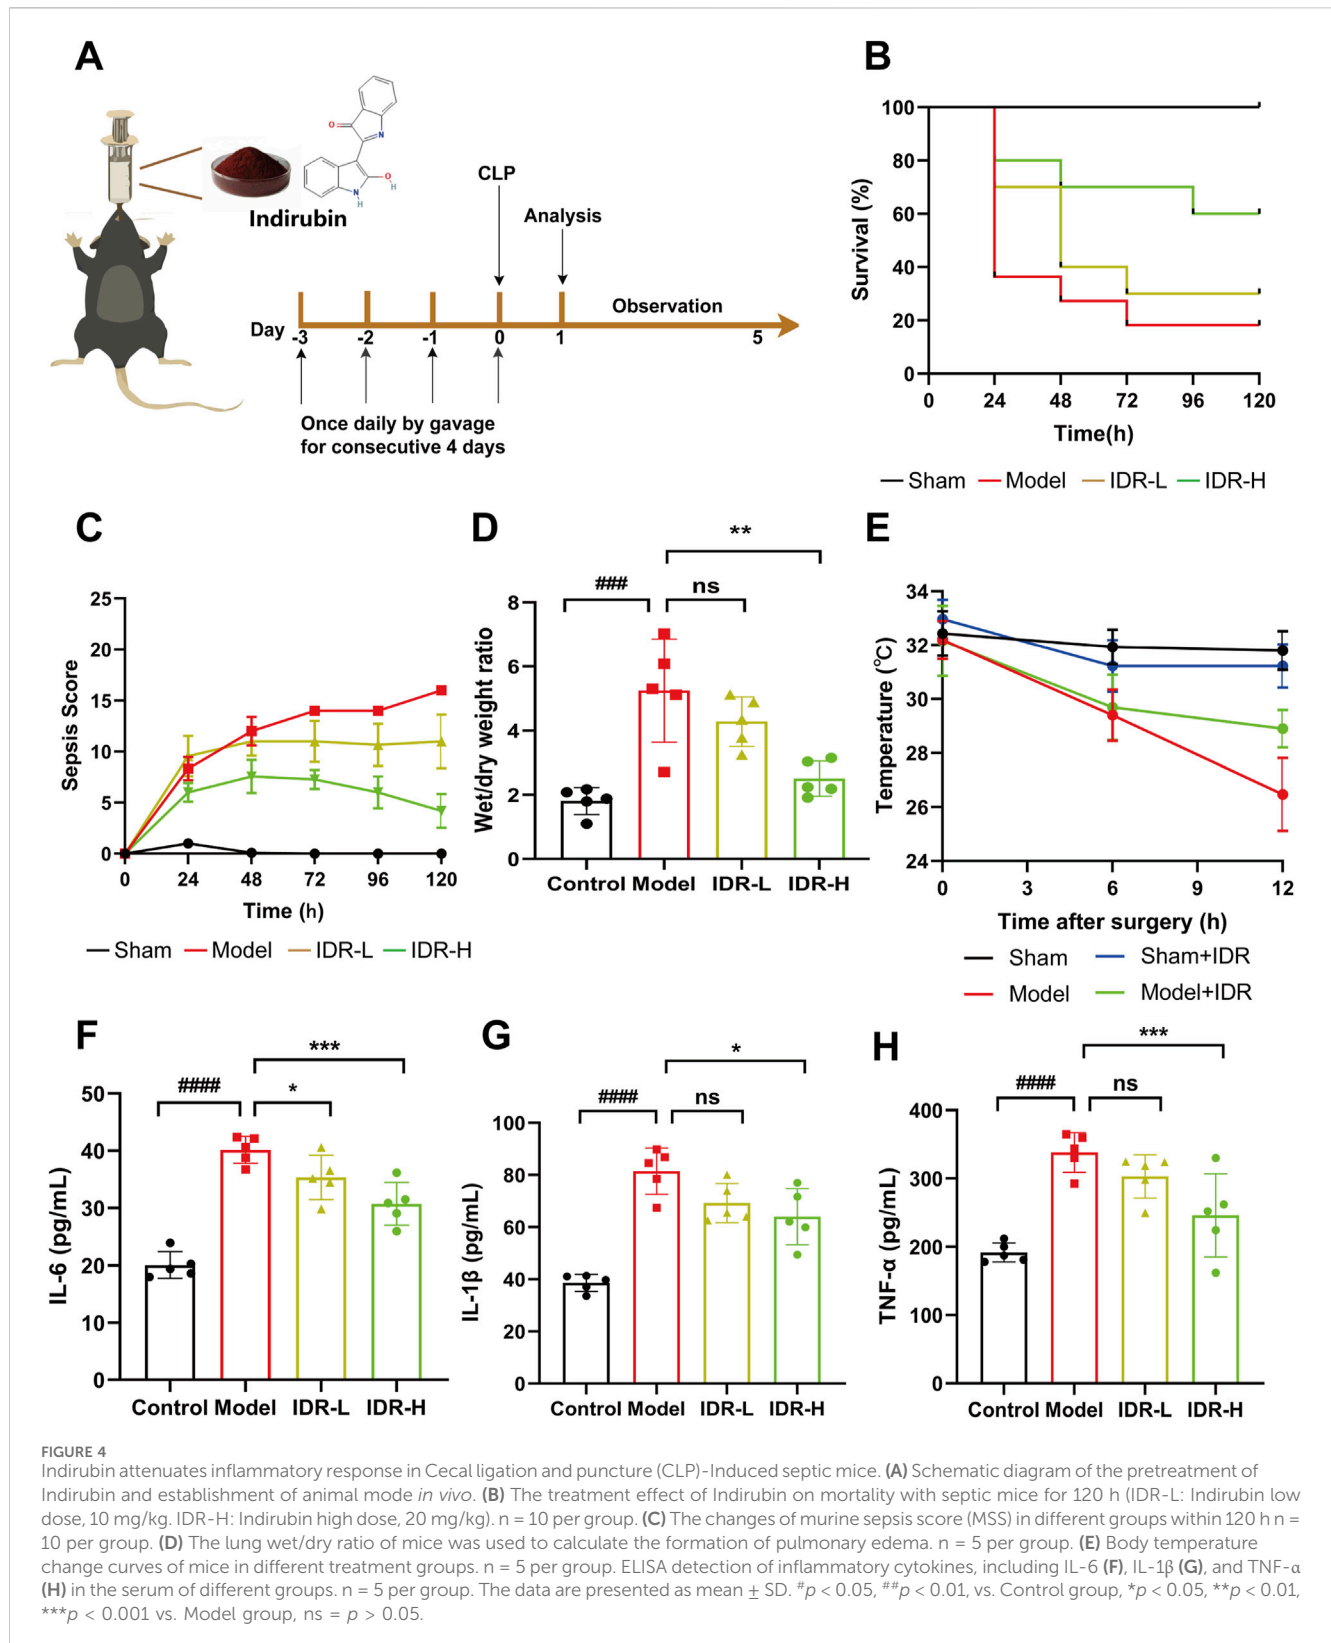 A
Indirubin
O
N
N
H
O
H
CLP
Analysis
Observation
Day -3 -2 -1 0 1 5
Once daily by gavage
for consecutive 4 days
B
Survival (%)
100
80
60
40
20
0
0 24 48 72 96 120
Time(h)
Sham Model IDR-L IDR-H
C
Sepsis Score
25
20
15
10
5
0
0 24 48 72 96 120
Time (h)
Sham Model IDR-L IDR-H
D
**
### ns
Wet/dry weight ratio
8
6
4
2
0
Control Model IDR-L IDR-H
E
Temperature (°C)
34
32
30
28
26
24
0 3 6 9 12
Time after surgery (h)
Sham Sham+IDR
Model Model+IDR
F
***
#### *
IL-6 (pg/mL)
50
40
30
20
10
0
Control Model IDR-L IDR-H
G
*
#### ns
IL-1β (pg/mL)
100
80
60
40
20
0
Control Model IDR-L IDR-H
H
***
#### ns
TNF-α (pg/mL)
400
300
200
100
0
Control Model IDR-L IDR-H
FIGURE 4
Indirubin attenuates inflammatory response in Cecal ligation and puncture (CLP)-Induced septic mice. (A) Schematic diagram of the pretreatment of
Indirubin and establishment of animal mode in vivo. (B) The treatment effect of Indirubin on mortality with septic mice for 120 h (IDR-L: Indirubin low
dose, 10 mg/kg. IDR-H: Indirubin high dose, 20 mg/kg). n = 10 per group. (C) The changes of murine sepsis score (MSS) in different groups within 120 h n =
10 per group. (D) The lung wet/dry ratio of mice was used to calculate the formation of pulmonary edema. n = 5 per group. (E) Body temperature
change curves of mice in different treatment groups. n = 5 per group. ELISA detection of inflammatory cytokines, including IL-6 (F), IL-1β (G), and TNF-α
(H) in the serum of different groups. n = 5 per group. The data are presented as mean ± SD. #p < 0.05, ##p < 0.01, vs. Control group, *p < 0.05, **p < 0.01,
***p < 0.001 vs. Model group, ns = p > 0.05.